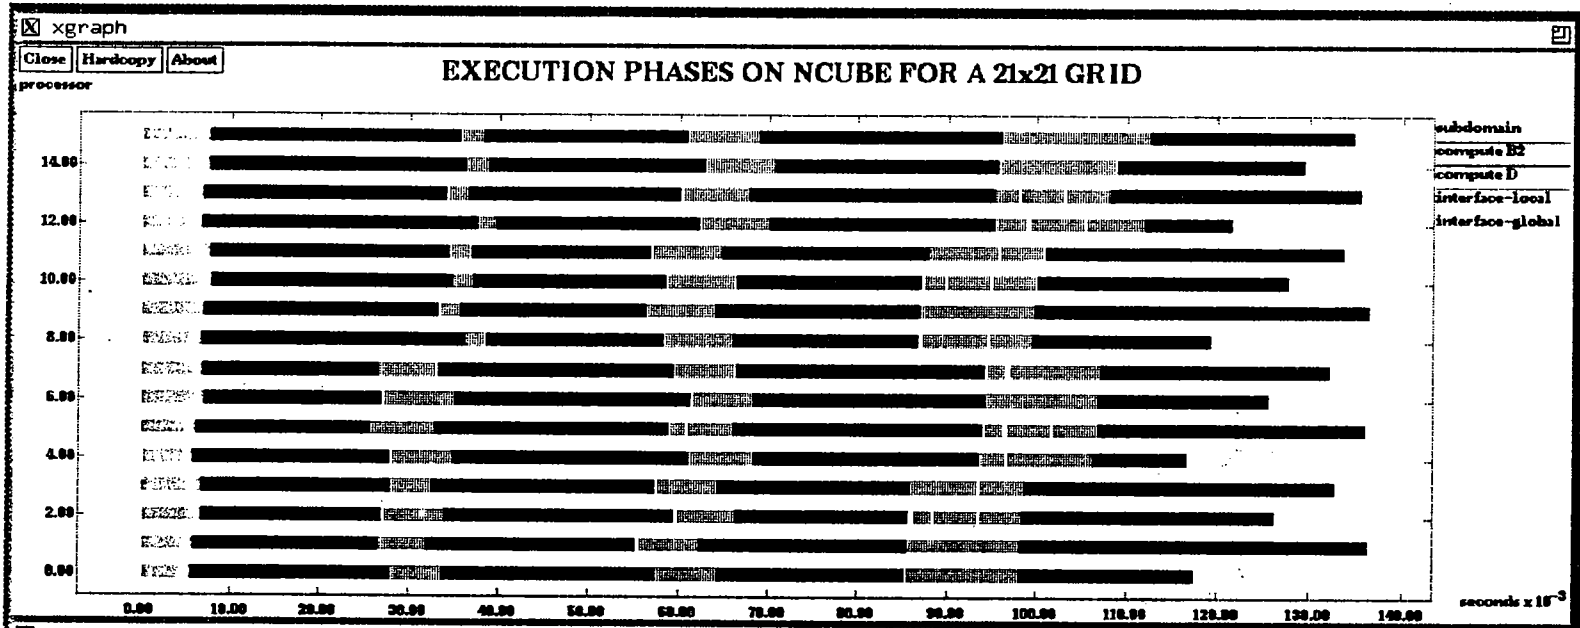 xgraph
Close Hardcopy About
EXECUTION PHASES ON NCUBE FOR A 21x21 GRID
processor
subdomain
compute B2
compute D
interface-local
interface-global
14.00
12.00
10.00
8.00
6.00
4.00
2.00
0.00
0.00 10.00 20.00 30.00 40.00 50.00 60.00 70.00 80.00 90.00 100.00 110.00 120.00 130.00 140.00
seconds x 10-3